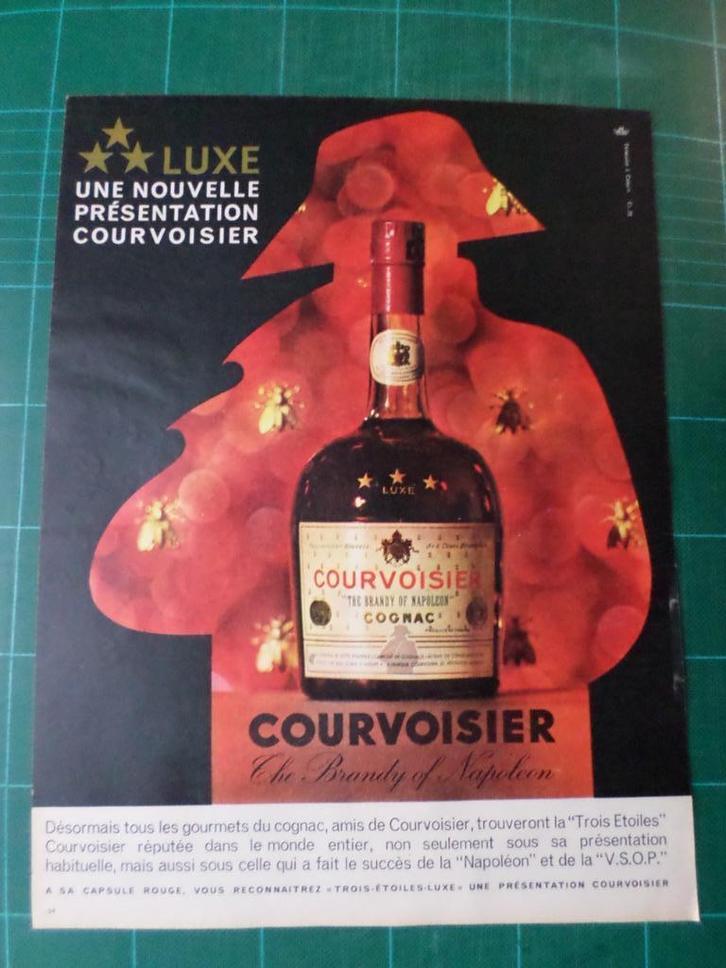 LUXE
UNE NOUVELLE
PRÉSENTATION
COURVOISIER
LUXE
COURVOISIER
"THE BRANDY OF NAPOLEON"
COGNAC
COURVOISIER
The Brandy of Napoleon
Désormais tous les gourmets du cognac, amis de Courvoisier, trouveront la "Trois Etoiles"
Courvoisier réputée dans le monde entier, non seulement sous sa présentation
habituelle, mais aussi sous celle qui a fait le succès de la "Napoléon" et de la "V.S.O.P."
A SA CAPSULE ROUGE, VOUS RECONNAITREZ «TROIS-ÉTOILES-LUXE» UNE PRÉSENTATION COURVOISIER